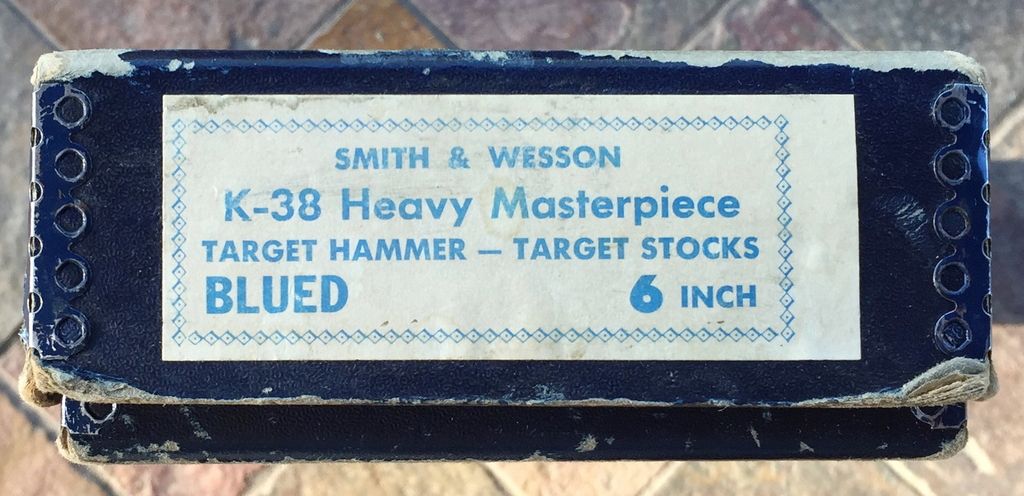 SMITH & WESSON
K-38 Heavy Masterpiece
TARGET HAMMER — TARGET STOCKS
BLUED 6 INCH